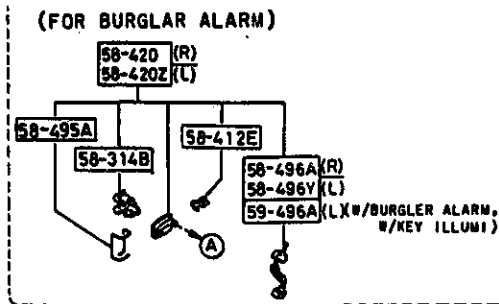 (FOR BURGLAR ALARM)
58-420 (R)
58-420Z (L)
58-495A
58-412E
58-314B
58-496A (R)
58-496Y (L)
59-496A (L)(W/BURGLER ALARM,
W/KEY ILLUMI)
A